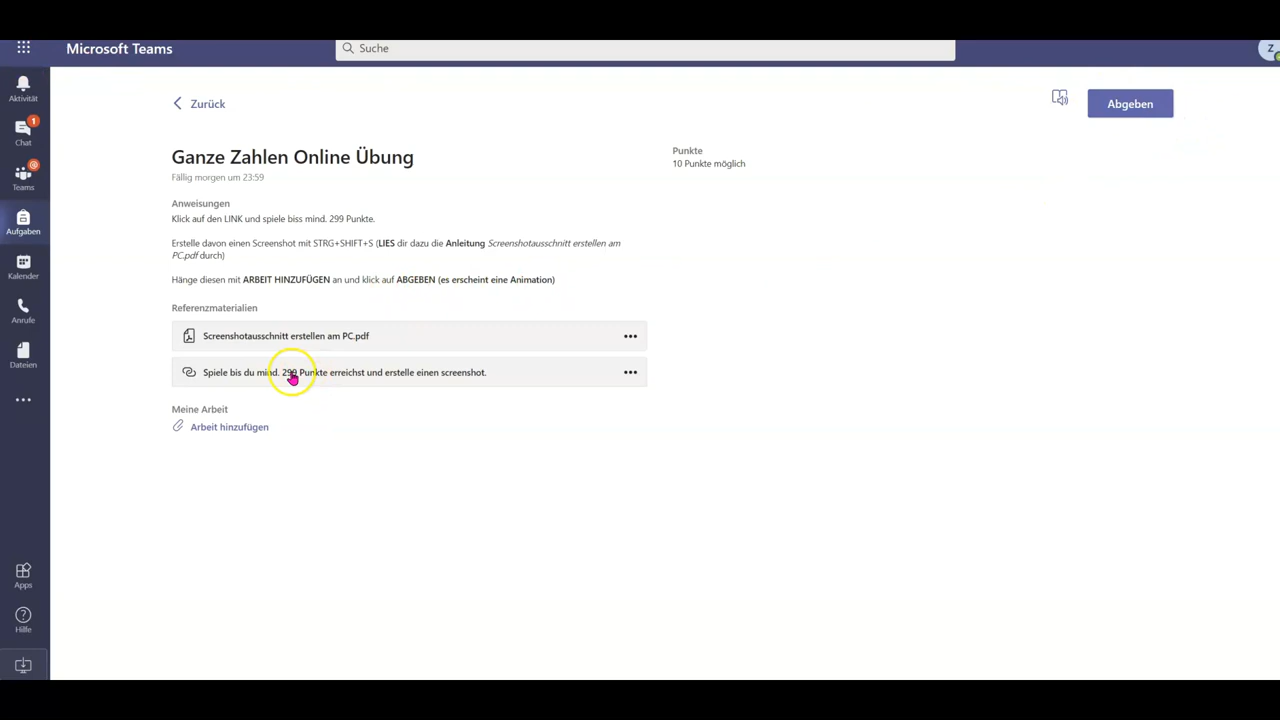 Microsoft Teams
Suche
Z
Aktivität
Chat
1
Teams
@
Aufgaben
Kalender
Anrufe
Dateien
Apps
Hilfe
Zurück
Abgeben
Ganze Zahlen Online Übung
Fällig morgen um 23:59
Punkte
10 Punkte möglich
Anweisungen
Klick auf den LINK und spiele biss mind. 299 Punkte.
Erstelle davon einen Screenshot mit STRG+SHIFT+S (LIES dir dazu die Anleitung Screenshotausschnitt erstellen am
PC.pdf durch)
Hänge diesen mit ARBEIT HINZUFÜGEN an und klick auf ABGEBEN (es erscheint eine Animation)
Referenzmaterialien
Screenshotausschnitt erstellen am PC.pdf
Spiele bis du mind. 299 Punkte erreichst und erstelle einen screenshot.
Meine Arbeit
Arbeit hinzufügen